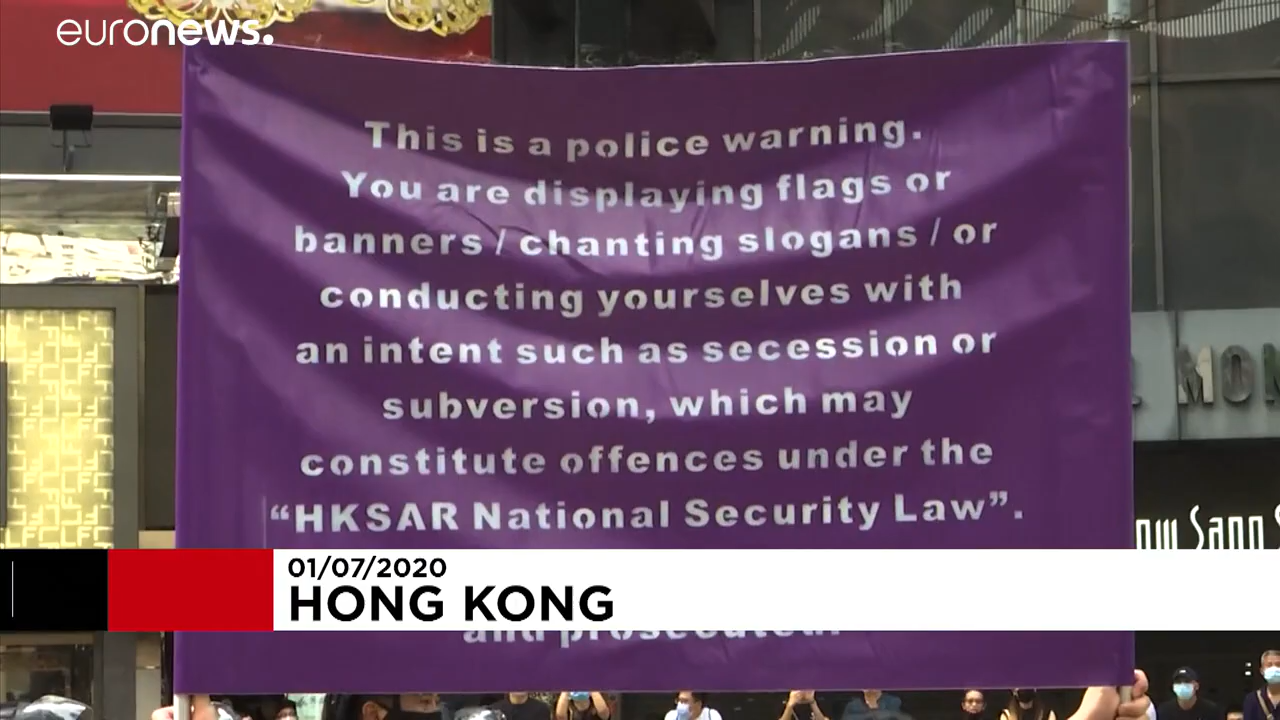 euronews.
This is a police warning.
You are displaying flags or
banners / chanting slogans / or
conducting yourselves with
an intent such as secession or
subversion, which may
constitute offences under the
“HKSAR National Security Law”.
and prosecuted.
01/07/2020
HONG KONG